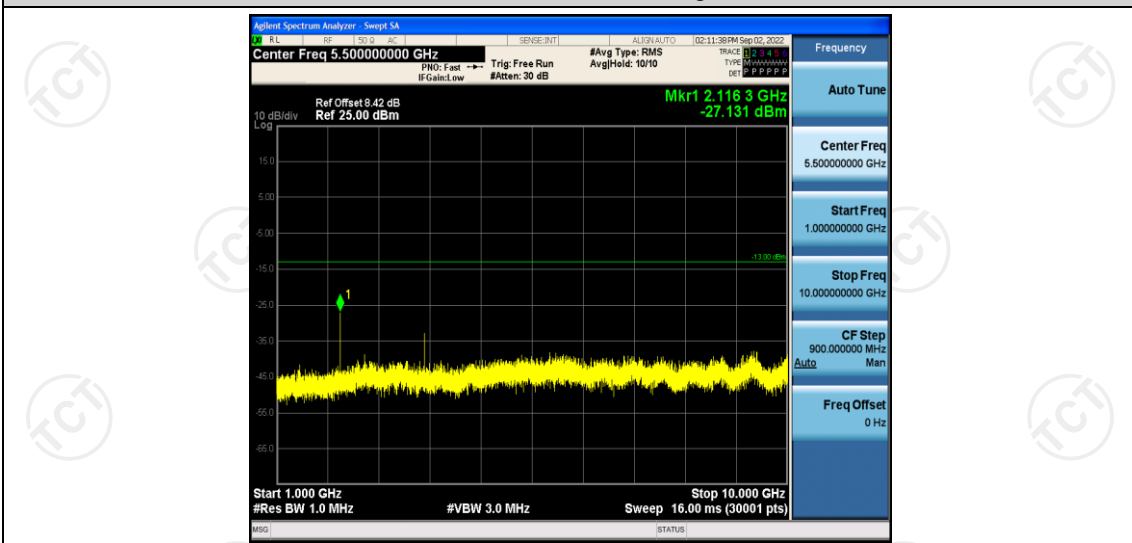 Agilent Spectrum Analyzer - Swept SA
RL RF 50 Ω AC SENSE:INT ALIGN AUTO 02:11:38 PM Sep 02, 2022
Center Freq 5.500000000 GHz
PNO: Fast
IFGain:Low
Trig: Free Run
#Atten: 30 dB
#Avg Type: RMS
Avg|Hold: 10/10
TRACE 1 2 3 4 5 6
TYPE M
DET P P P P P P
Ref Offset 8.42 dB
Ref 25.00 dBm
10 dB/div
Log
Mkr1 2.116 3 GHz
-27.131 dBm
15.0
5.00
-5.00
-15.0
-25.0
-35.0
-45.0
-55.0
-65.0
-13.00 dBm
1
Start 1.000 GHz
#Res BW 1.0 MHz
#VBW 3.0 MHz
Stop 10.000 GHz
Sweep 16.00 ms (30001 pts)
MSG
STATUS
Frequency
Auto Tune
Center Freq
5.500000000 GHz
Start Freq
1.000000000 GHz
Stop Freq
10.000000000 GHz
CF Step
900.000000 MHz
Auto Man
Freq Offset
0 Hz
TCT
TCT
TCT
TCT
TCT
TCT